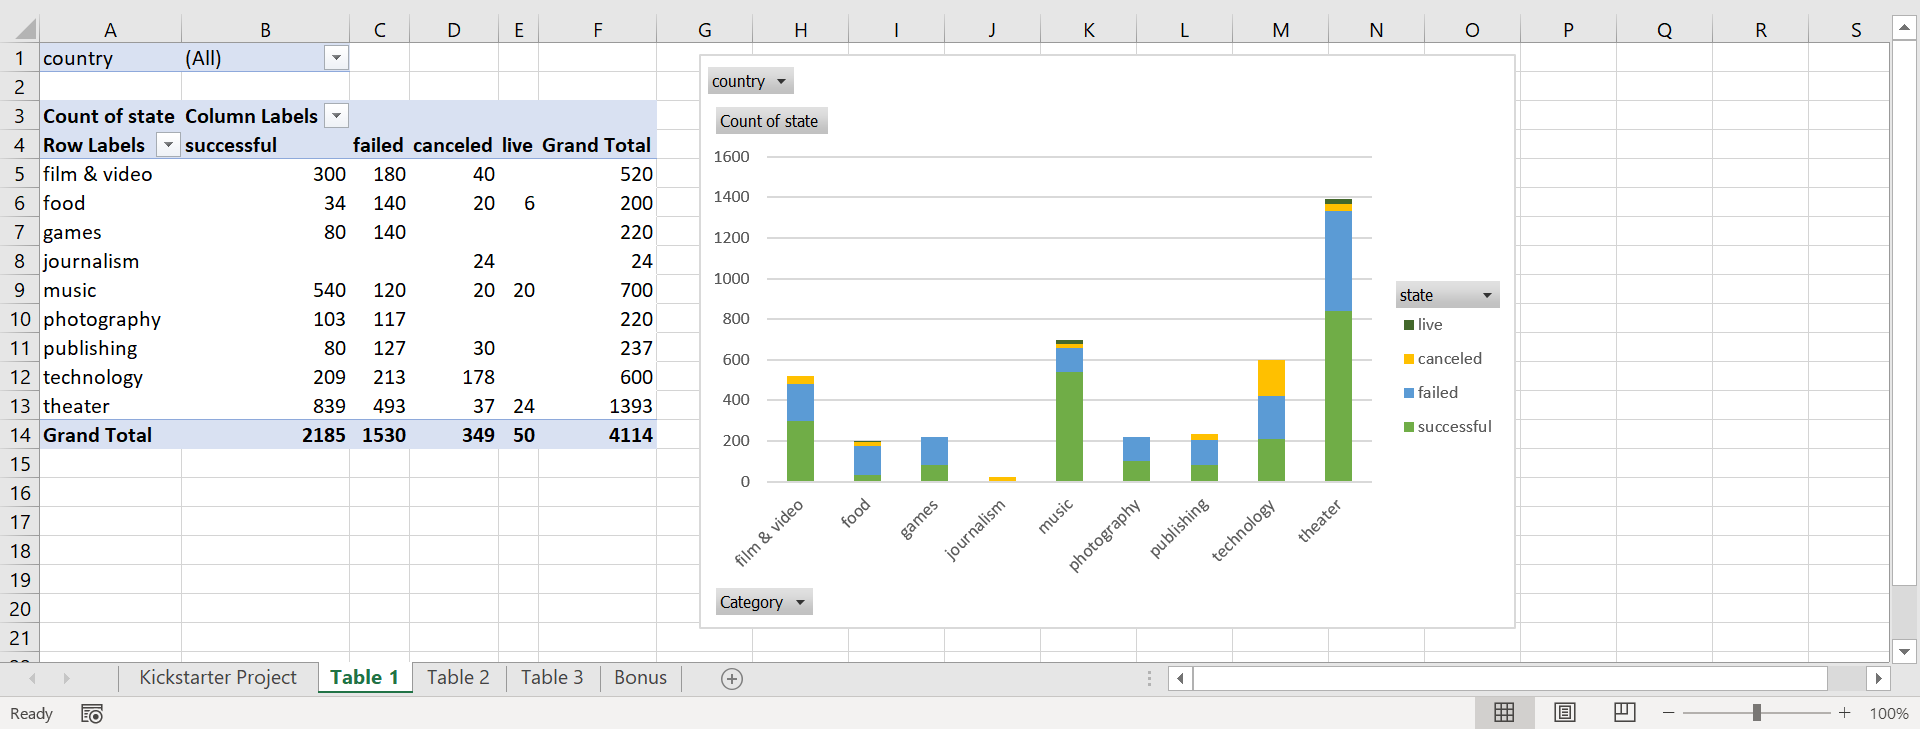 A B C D E F G H I J K L M N O P Q R S
1 country (All)
2
3 Count of state Column Labels
4 Row Labels successful failed canceled live Grand Total
5 film & video 300 180 40 520
6 food 34 140 20 6 200
7 games 80 140 220
8 journalism 24 24
9 music 540 120 20 20 700
10 photography 103 117 220
11 publishing 80 127 30 237
12 technology 209 213 178 600
13 theater 839 493 37 24 1393
14 Grand Total 2185 1530 349 50 4114
15
16
17
18
19
20
21
country
Count of state
1600
1400
1200
1000
800
600
400
200
0
film & video food games journalism music photography publishing technology theater
state
live
canceled
failed
successful
Category
Kickstarter Project Table 1 Table 2 Table 3 Bonus
Ready 100%